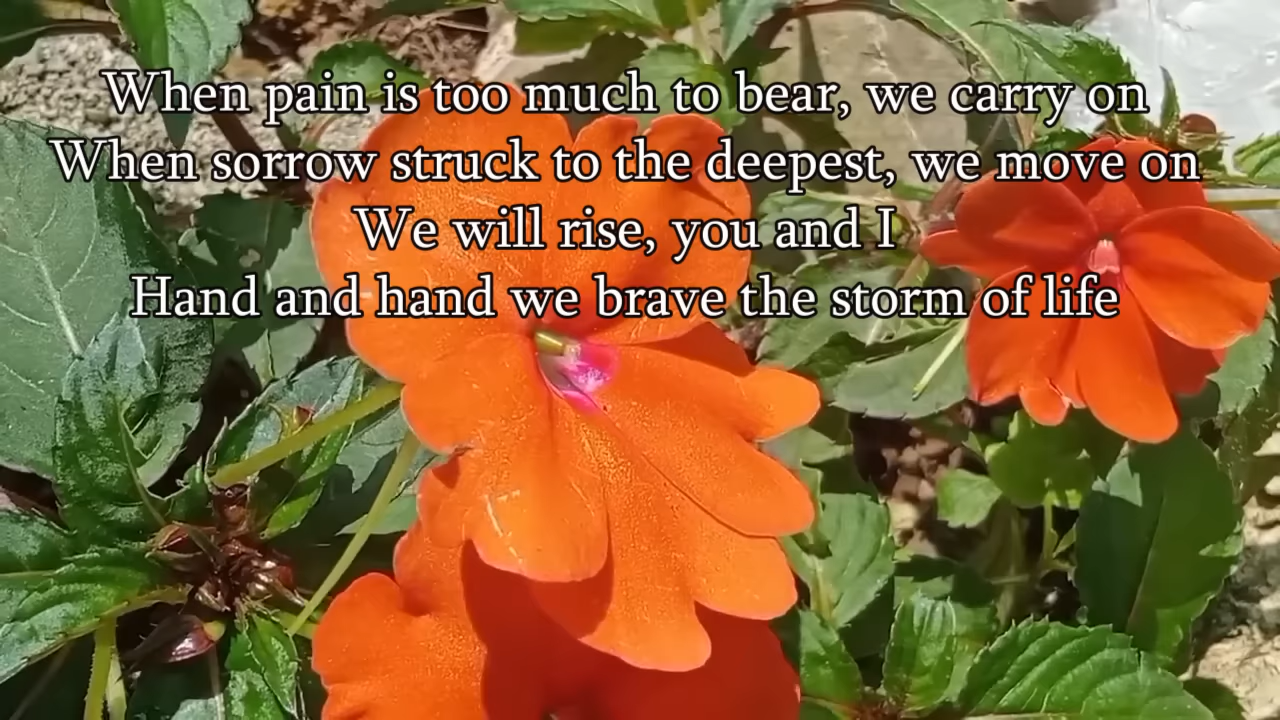 When pain is too much to bear, we carry on
When sorrow struck to the deepest, we move on
We will rise, you and I
Hand and hand we brave the storm of life